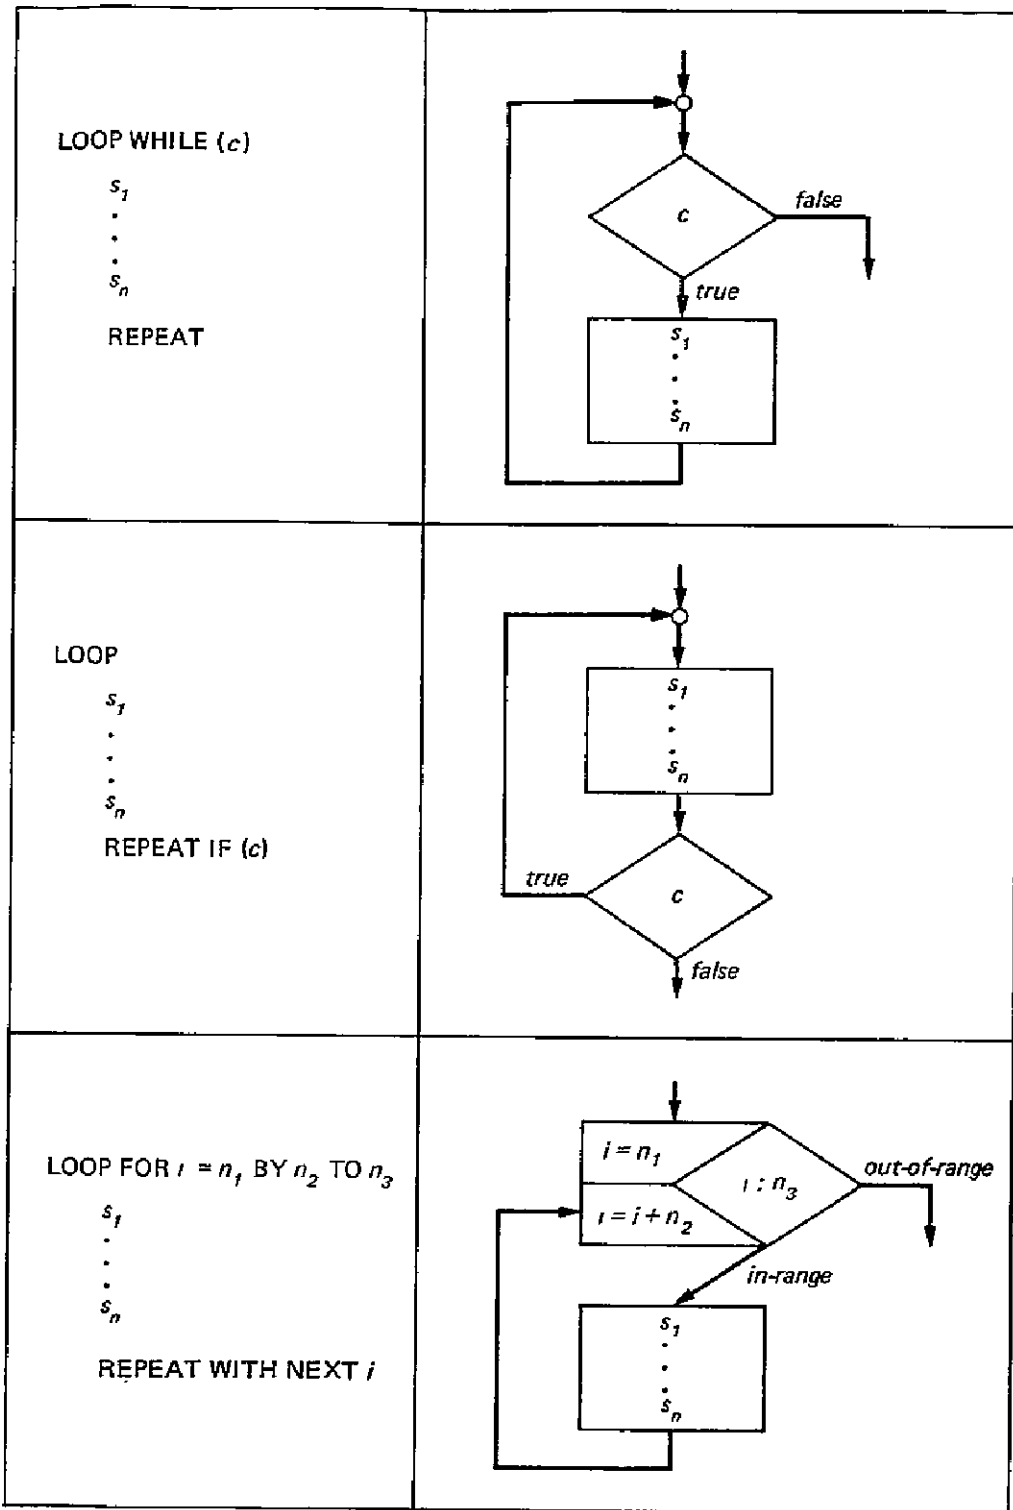 LOOP WHILE (c)
s1
.
.
.
sn
REPEAT
c
false
true
s1
.
.
.
sn
LOOP
s1
.
.
.
sn
REPEAT IF (c)
s1
.
.
.
sn
true
c
false
LOOP FOR i = n1 BY n2 TO n3
s1
.
.
.
sn
REPEAT WITH NEXT i
i = n1
i : n3
out-of-range
i = i + n2
in-range
s1
.
.
.
sn